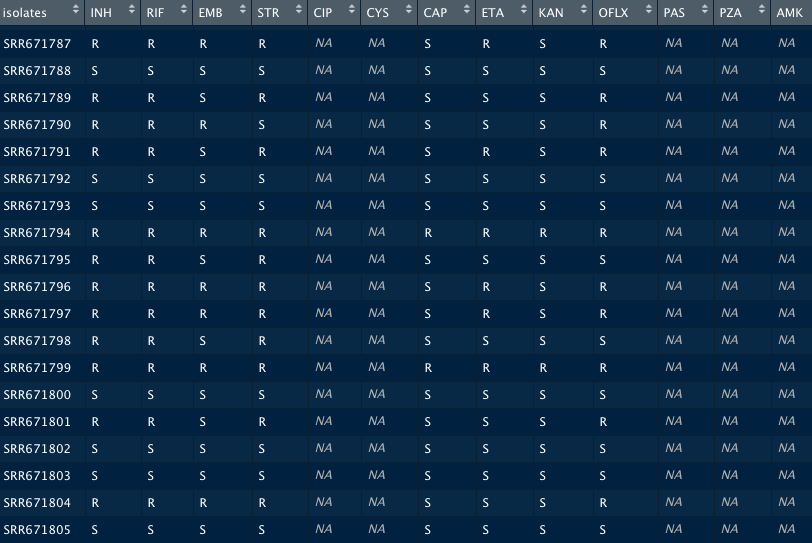 isolates INH RIF EMB STR CIP CYS CAP ETA KAN OFLX PAS PZA AMK
SRR671787 R R R R NA NA S R S R NA NA NA
SRR671788 S S S S NA NA S S S S NA NA NA
SRR671789 R R S R NA NA S S S R NA NA NA
SRR671790 R R R S NA NA S S S R NA NA NA
SRR671791 R R S R NA NA S R S R NA NA NA
SRR671792 S S S S NA NA S S S S NA NA NA
SRR671793 S S S S NA NA S S S S NA NA NA
SRR671794 R R R R NA NA R R R R NA NA NA
SRR671795 R R S R NA NA S S S S NA NA NA
SRR671796 R R R R NA NA S R S R NA NA NA
SRR671797 R R R R NA NA S R S R NA NA NA
SRR671798 R R S R NA NA S S S R NA NA NA
SRR671799 R R R R NA NA R R R R NA NA NA
SRR671800 S S S S NA NA S S S S NA NA NA
SRR671801 R R S R NA NA S S S R NA NA NA
SRR671802 S S S S NA NA S S S S NA NA NA
SRR671803 S S S S NA NA S S S S NA NA NA
SRR671804 R R R R NA NA S S S R NA NA NA
SRR671805 S S S S NA NA S S S S NA NA NA